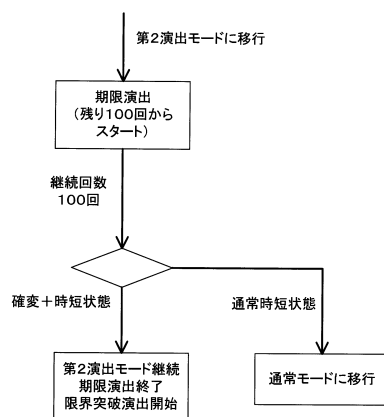 第２演出モードに移行
期限演出
（残り１００回から
スタート）
継続回数
１００回
確変＋時短状態
通常時短状態
第２演出モード継続
期限演出終了
限界突破演出開始
通常モードに移行